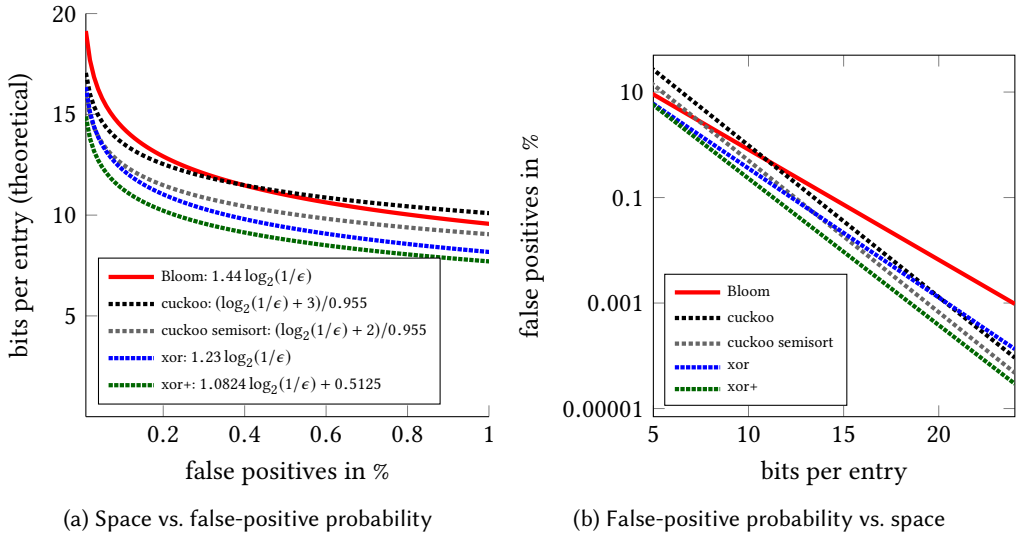 20
15
10
5
bits per entry (theoretical)
Bloom: 1.44 log₂(1/ϵ)
cuckoo: (log₂(1/ϵ) + 3)/0.955
cuckoo semisort: (log₂(1/ϵ) + 2)/0.955
xor: 1.23 log₂(1/ϵ)
xor+: 1.0824 log₂(1/ϵ) + 0.5125
0.2 0.4 0.6 0.8 1
false positives in %
(a) Space vs. false-positive probability
10
0.1
0.001
0.00001
false positives in %
Bloom
cuckoo
cuckoo semisort
xor
xor+
5 10 15 20
bits per entry
(b) False-positive probability vs. space